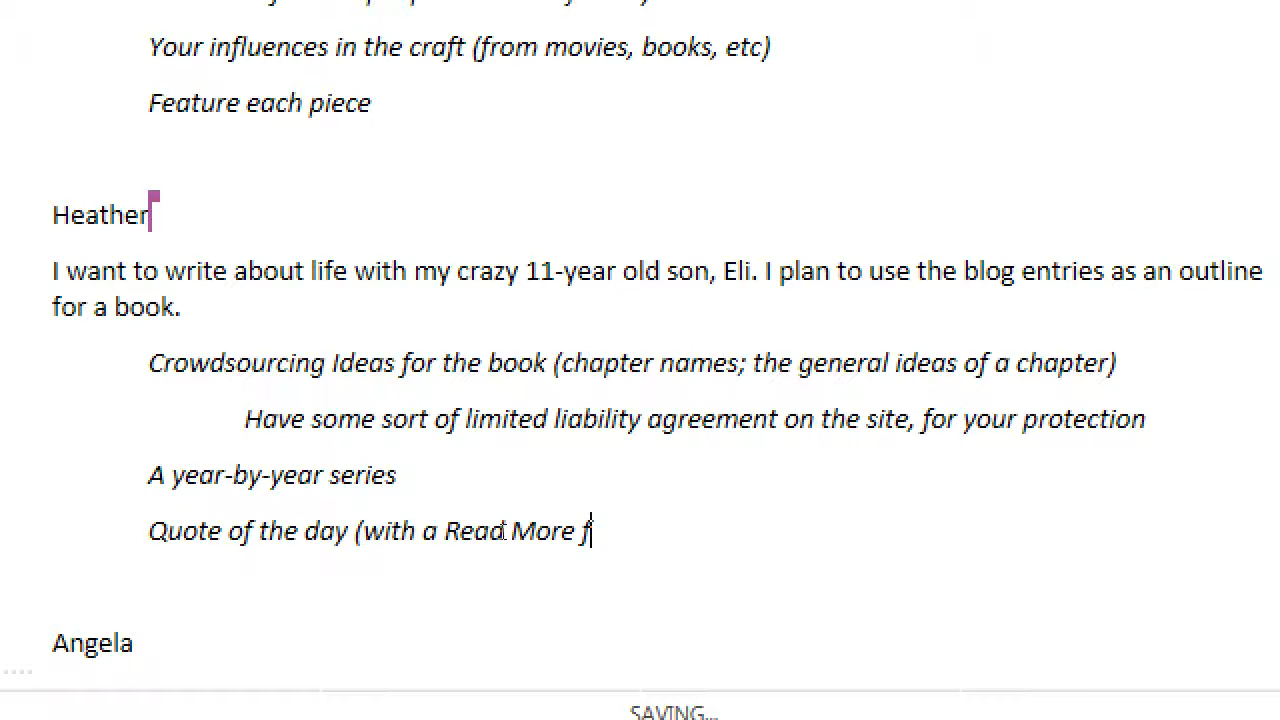 Your influences in the craft (from movies, books, etc)
Feature each piece
Heather
I want to write about life with my crazy 11-year old son, Eli. I plan to use the blog entries as an outline
for a book.
Crowdsourcing Ideas for the book (chapter names; the general ideas of a chapter)
Have some sort of limited liability agreement on the site, for your protection
A year-by-year series
Quote of the day (with a Read More f
Angela
SAVING...